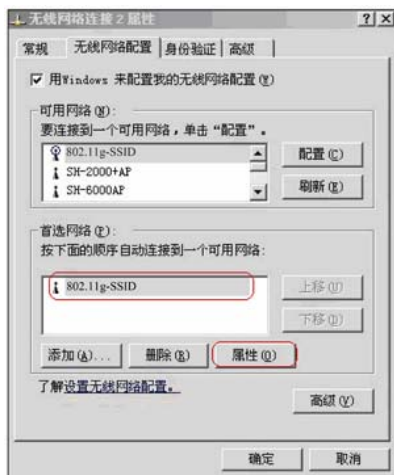 无线网络连接 2 属性
常规 无线网络配置 身份验证 高级
用Windows 来配置我的无线网络配置(W)
可用网络(N):
要连接到一个可用网络，单击“配置”。
802.11g-SSID
SH-2000+AP
SH-6000AP
配置(C)
刷新(E)
首选网络(P):
按下面的顺序自动连接到一个可用网络:
802.11g-SSID
上移(U)
下移(D)
添加(A)... 删除(R) 属性(O)
了解设置无线网络配置。
高级(V)
确定 取消